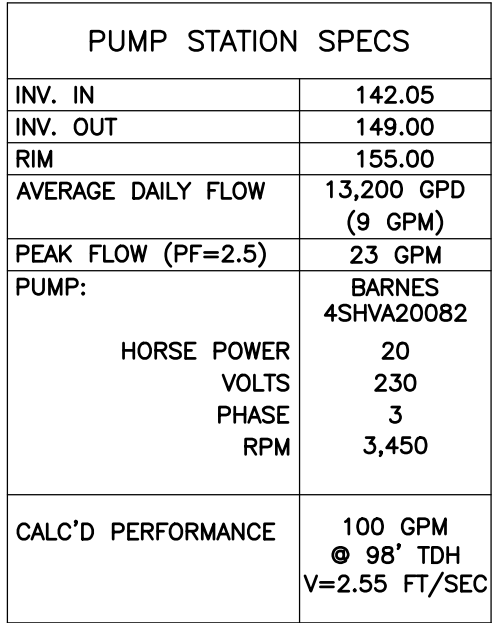 PUMP STATION SPECS
INV. IN 142.05
INV. OUT 149.00
RIM 155.00
AVERAGE DAILY FLOW 13,200 GPD
(9 GPM)
PEAK FLOW (PF=2.5) 23 GPM
PUMP: BARNES
4SHVA20082
HORSE POWER 20
VOLTS 230
PHASE 3
RPM 3,450
CALC'D PERFORMANCE 100 GPM
@ 98' TDH
V=2.55 FT/SEC